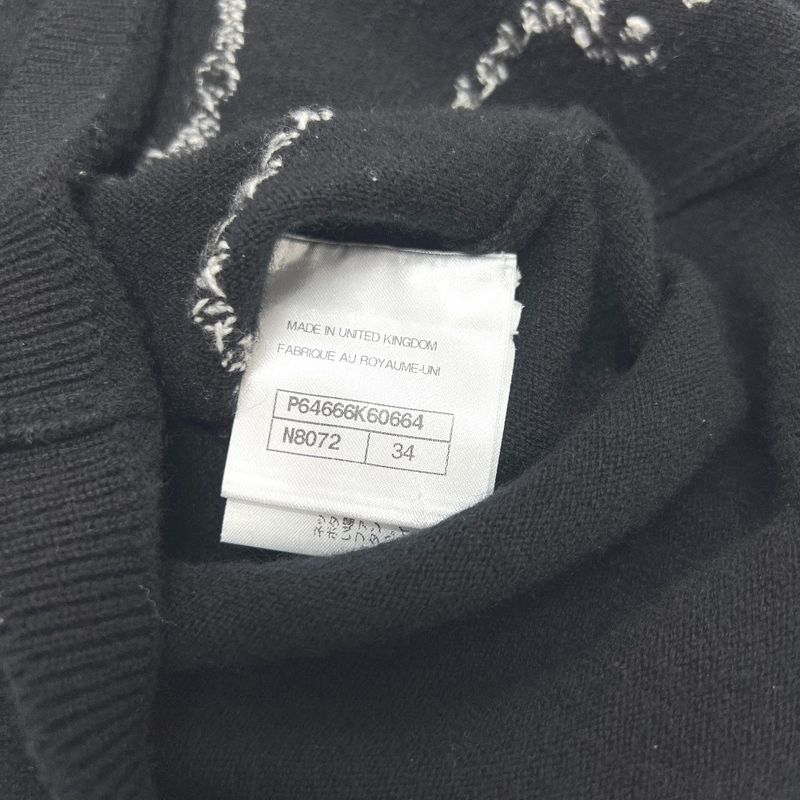 MADE IN UNITED KINGDOM
FABRIQUE AU ROYAUME-UNI
P64666K60664
N8072
34